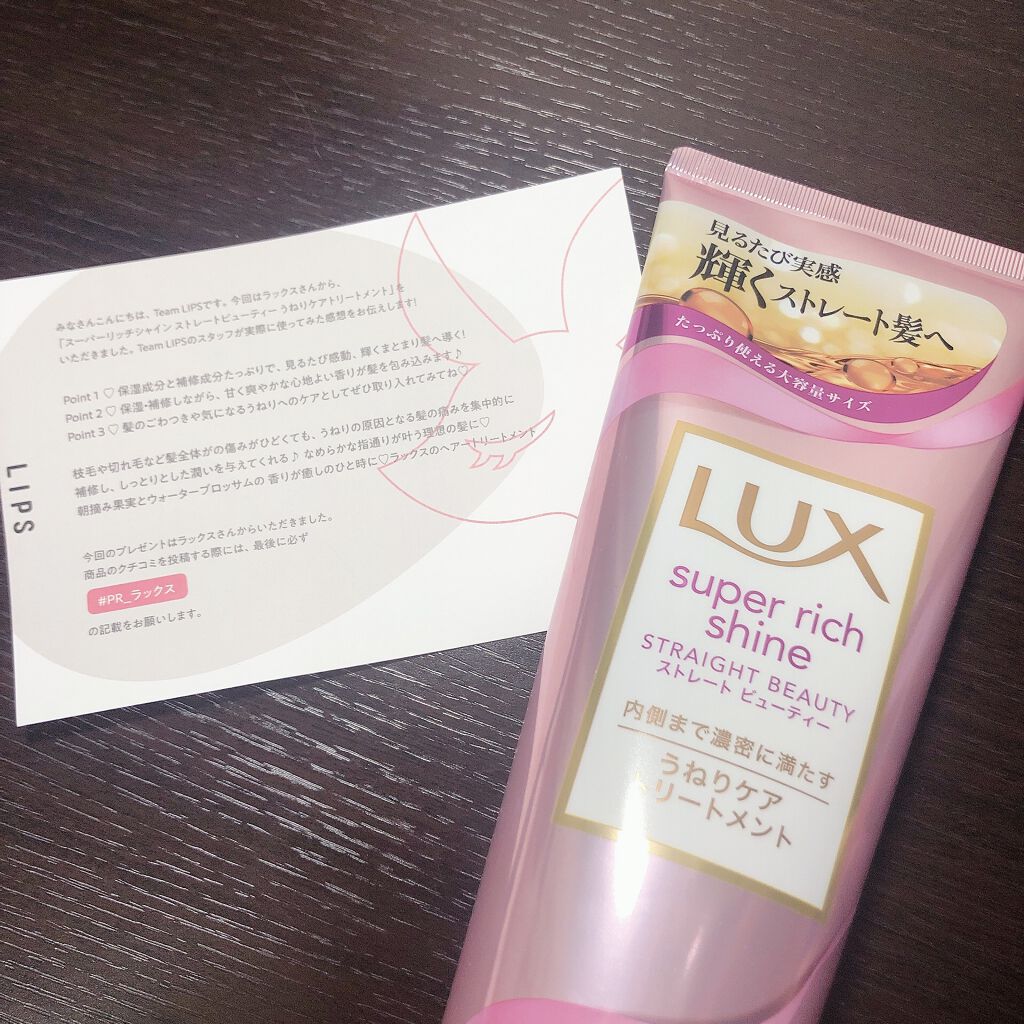 みなさんこんにちは、Team LIPSです。今回はラックスさんから、
「スーパーリッチシャイン ストレートビューティー うねりケアトリートメント」を
いただきました。Team LIPSのスタッフが実際に使ってみた感想をお伝えします!
Point 1 ♡ 保湿成分と補修成分たっぷりで、見るたび感動、輝くまとまり髪へ導く!
Point 2 ♡ 保湿・補修しながら、甘く爽やかな心地よい香りが髪を包み込みます♪
Point 3 ♡ 髪のごわつきや気になるうねりへのケアとしてぜひ取り入れてみてね♡
枝毛や切れ毛など髪全体がの傷みがひどくても、うねりの原因となる髪の痛みを集中的に
補修し、しっとりとした潤いを与えてくれる♪ なめらかな指通りが叶う理想の髪に♡
朝摘み果実とウォーターブロッサムの 香りが癒しのひと時に♡ラックスのヘアートリートメント
今回のプレゼントはラックスさんからいただきました。
商品のクチコミを投稿する際には、最後に必ず
#PR_ラックス
の記載をお願いします。
LIPS
見るたび実感
輝くストレート髪へ
たっぷり使える大容量サイズ
LUX
super rich
shine
STRAIGHT BEAUTY
ストレート ビューティー
内側まで濃密に満たす
うねりケア
トリートメント